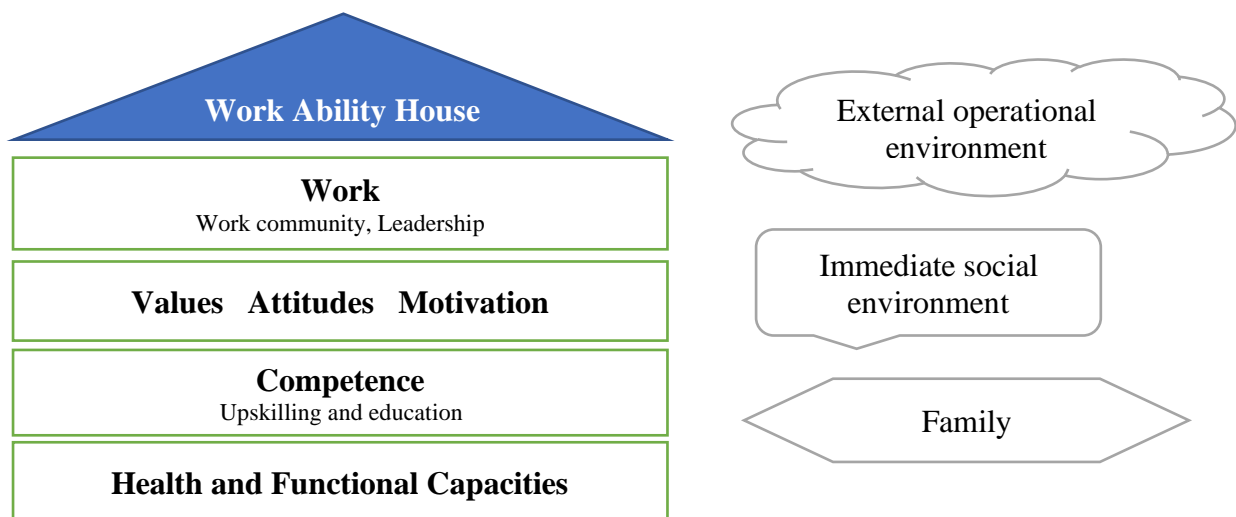 Work Ability House
Work
Work community, Leadership
Values Attitudes Motivation
Competence
Upskilling and education
Health and Functional Capacities
External operational
environment
Immediate social
environment
Family